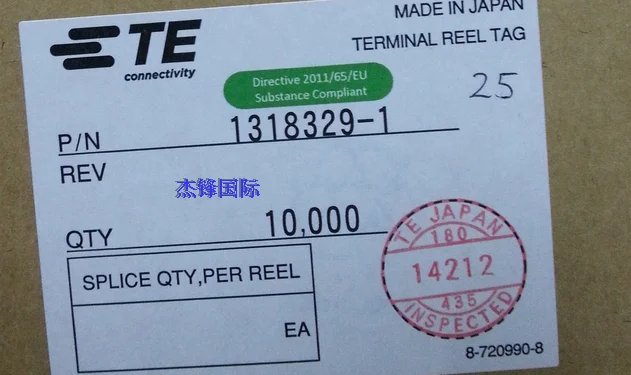 MADE IN JAPAN
TERMINAL REEL TAG
TE
connectivity
Directive 2011/65/EU
Substance Compliant
25
P/N 1318329-1
REV
杰锋国际
QTY 10,000
SPLICE QTY,PER REEL
EA
TE JAPAN
180
14212
435
INSPECTED
8-720990-8